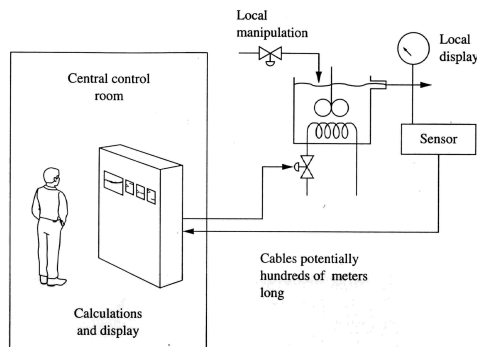 Local
manipulation
Local
display
Central control
room
Sensor
Cables potentially
hundreds of meters
long
Calculations
and display